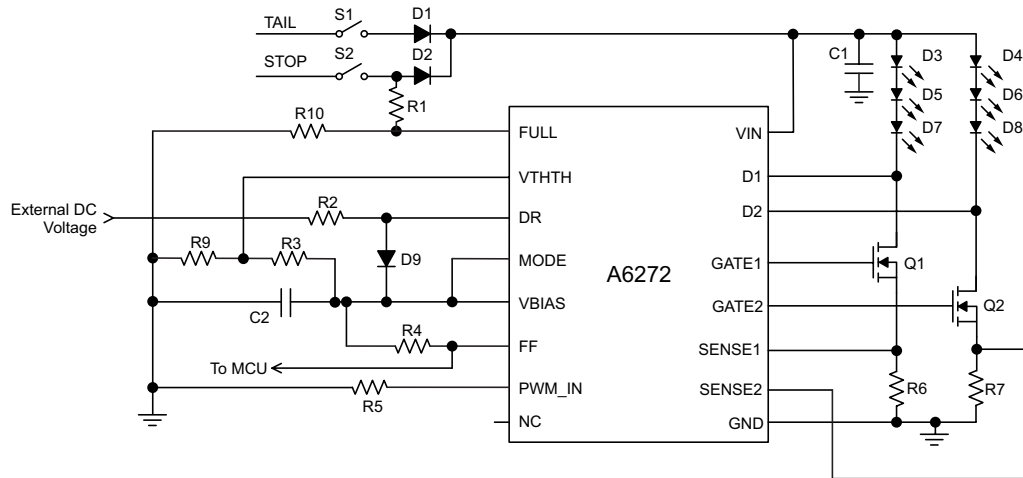 TAIL
S1
D1
STOP
S2
D2
R1
R10
C1
D3
D4
D5
D6
D7
D8
External DC
Voltage
R2
R9
R3
D9
C2
R4
To MCU
R5
A6272
FULL
VTHTH
DR
MODE
VBIAS
FF
PWM_IN
NC
VIN
D1
D2
GATE1
GATE2
SENSE1
SENSE2
GND
Q1
Q2
R6
R7